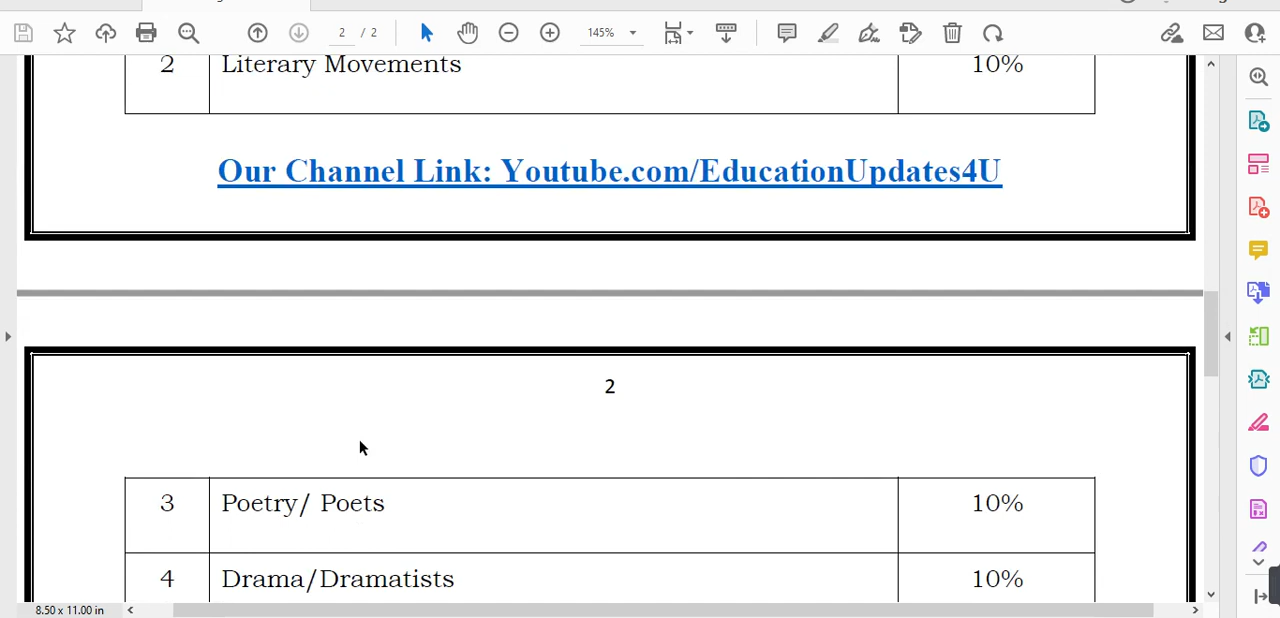 2 / 2 145%
2 Literary Movements 10%
Our Channel Link: Youtube.com/EducationUpdates4U
2
3 Poetry/ Poets 10%
4 Drama/Dramatists 10%
8.50 x 11.00 in